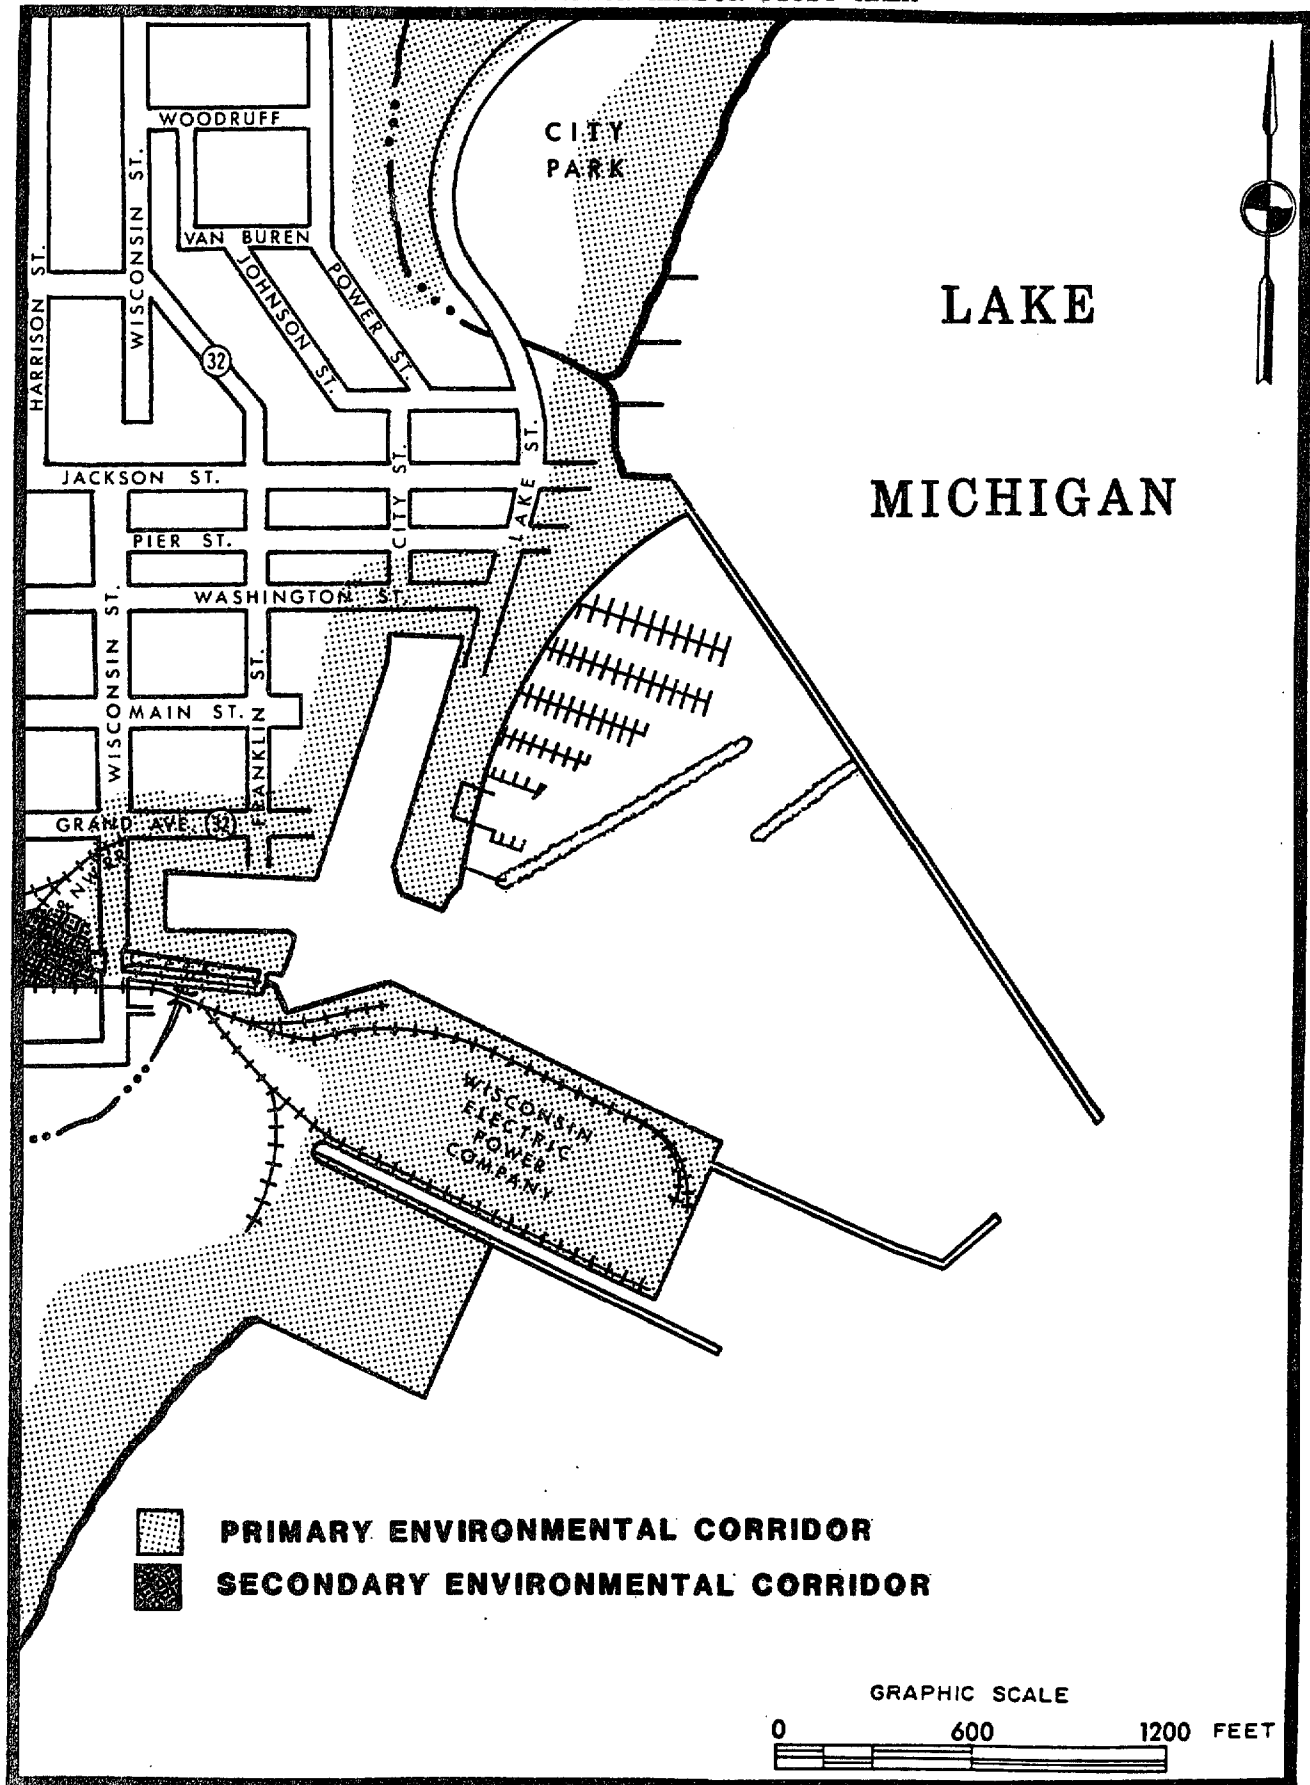 WOODRUFF
CITY
PARK
WISCONSIN ST.
HARRISON ST.
VAN BUREN
JOHNSON ST.
POWER ST.
32
LAKE
MICHIGAN
JACKSON ST.
CITY ST.
LAKE ST.
PIER ST.
WASHINGTON ST.
WISCONSIN ST.
MAIN ST.
FRANKLIN ST.
GRAND AVE. 32
& N.W. RR
WISCONSIN
ELECTRIC
POWER
COMPANY
PRIMARY ENVIRONMENTAL CORRIDOR
SECONDARY ENVIRONMENTAL CORRIDOR
GRAPHIC SCALE
0 600 1200 FEET